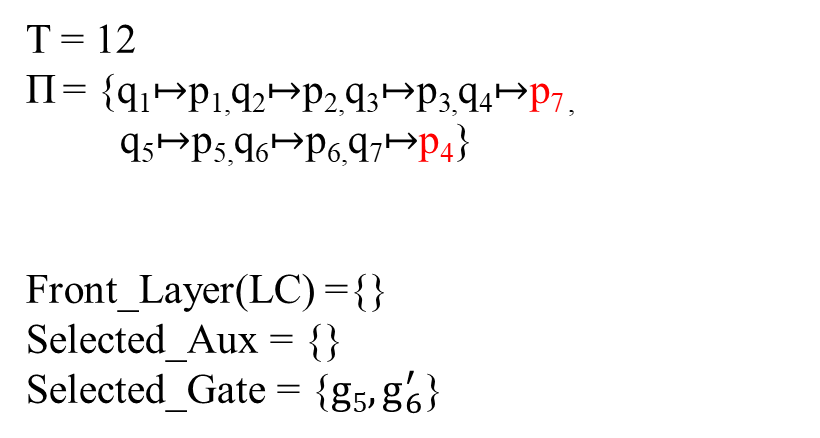 T = 12
Π = {q₁↦p₁,q₂↦p₂,q₃↦p₃,q₄↦p₇,
q₅↦p₅,q₆↦p₆,q₇↦p₄}
Front_Layer(LC) ={}
Selected_Aux = {}
Selected_Gate = {g₅,g₆′}